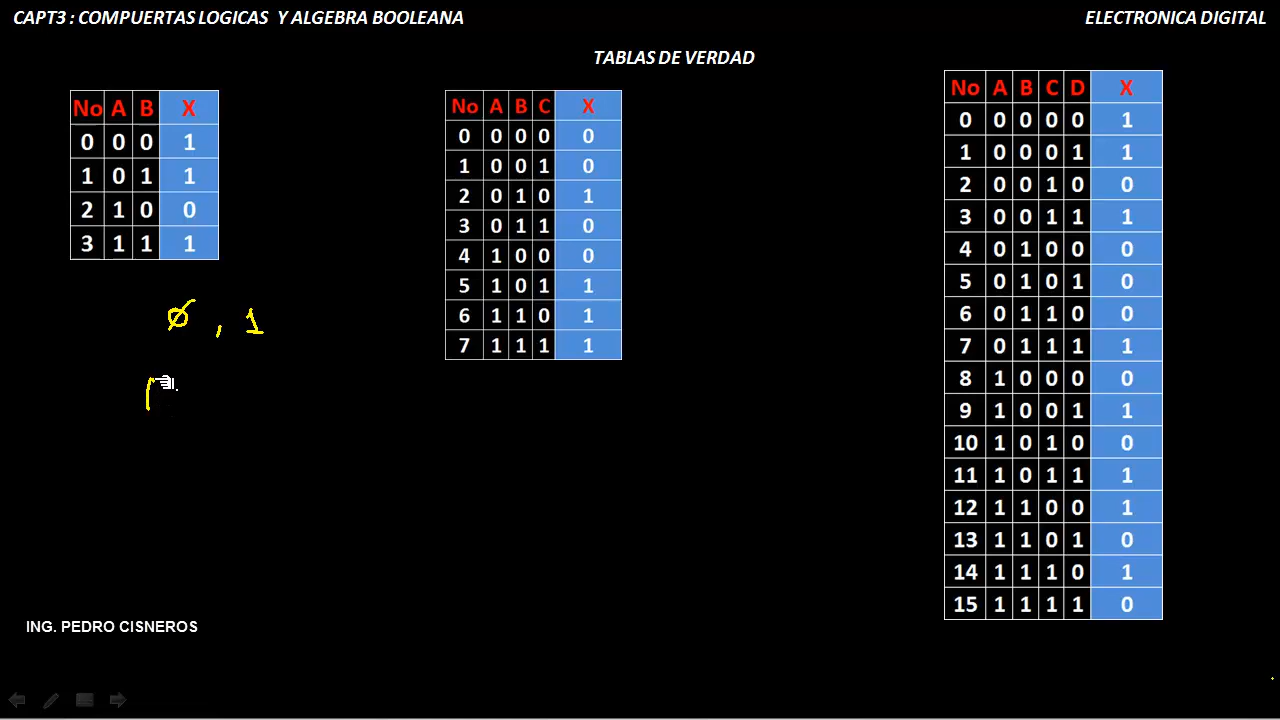 CAPT3 : COMPUERTAS LOGICAS Y ALGEBRA BOOLEANA
ELECTRONICA DIGITAL
TABLAS DE VERDAD
No A B X
0 0 0 1
1 0 1 1
2 1 0 0
3 1 1 1
0 , 1
No A B C X
0 0 0 0 0
1 0 0 1 0
2 0 1 0 1
3 0 1 1 0
4 1 0 0 0
5 1 0 1 1
6 1 1 0 1
7 1 1 1 1
No A B C D X
0 0 0 0 0 1
1 0 0 0 1 1
2 0 0 1 0 0
3 0 0 1 1 1
4 0 1 0 0 0
5 0 1 0 1 0
6 0 1 1 0 0
7 0 1 1 1 1
8 1 0 0 0 0
9 1 0 0 1 1
10 1 0 1 0 0
11 1 0 1 1 1
12 1 1 0 0 1
13 1 1 0 1 0
14 1 1 1 0 1
15 1 1 1 1 0
ING. PEDRO CISNEROS